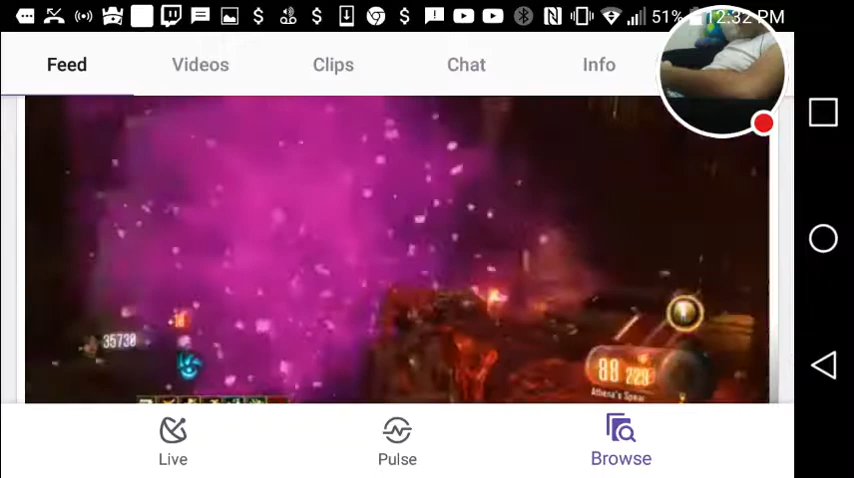 51% 12:32 PM
Feed Videos Clips Chat Info
35730
88 229
Athena's Spear
Live Pulse Browse